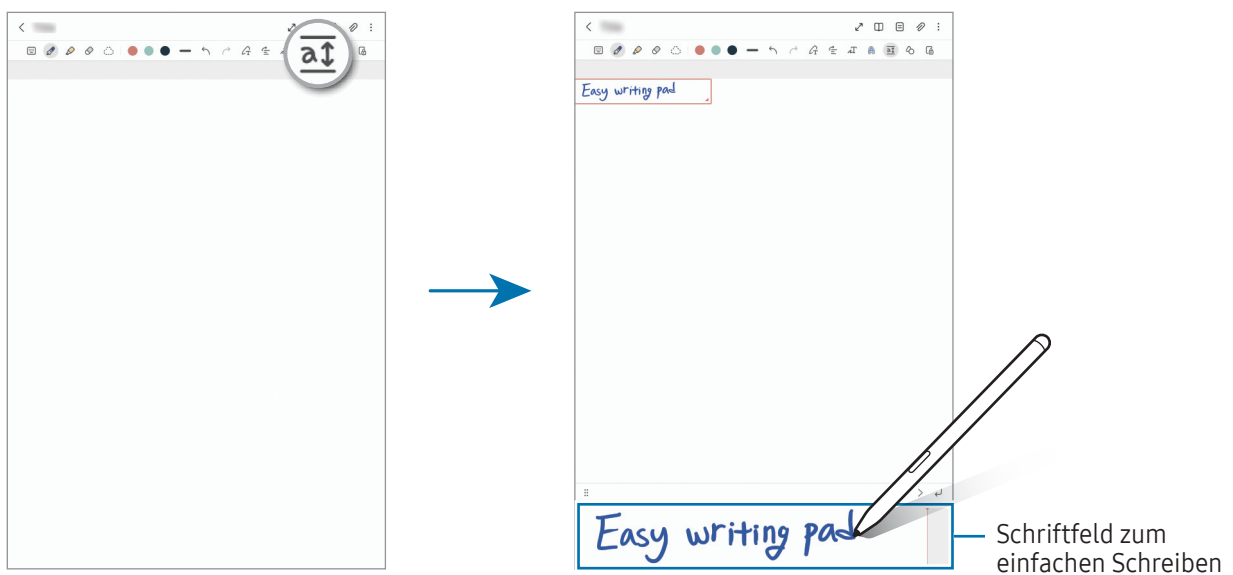 Easy writing pad
Easy writing pad
Schriftfeld zum
einfachen Schreiben